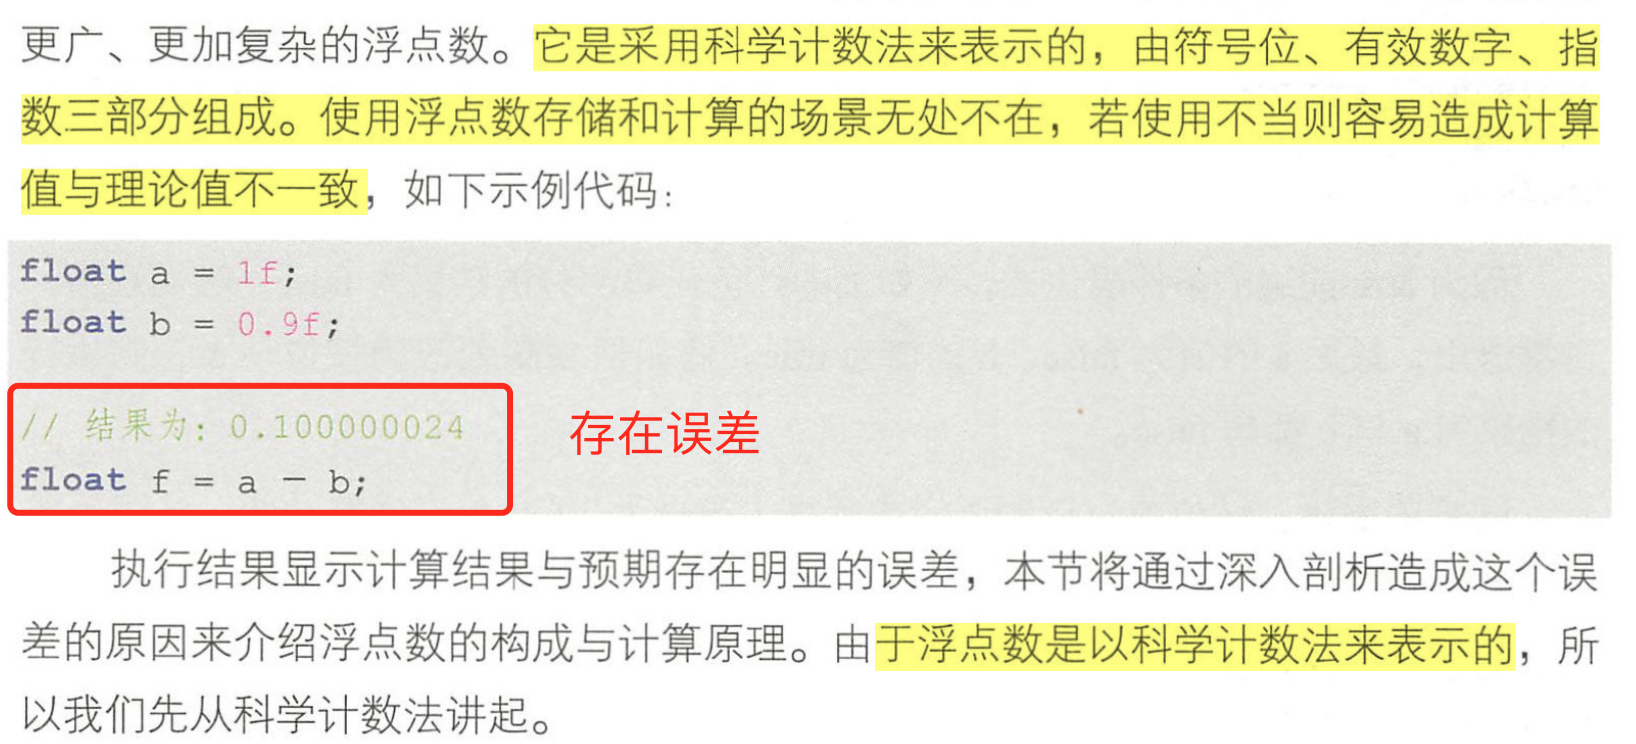 更广、更加复杂的浮点数。它是采用科学计数法来表示的，由符号位、有效数字、指
数三部分组成。使用浮点数存储和计算的场景无处不在，若使用不当则容易造成计算
值与理论值不一致，如下示例代码：
float a = 1f;
float b = 0.9f;
// 结果为: 0.100000024
存在误差
float f = a - b;
执行结果显示计算结果与预期存在明显的误差，本节将通过深入剖析造成这个误
差的原因来介绍浮点数的构成与计算原理。由于浮点数是以科学计数法来表示的，所
以我们先从科学计数法讲起。